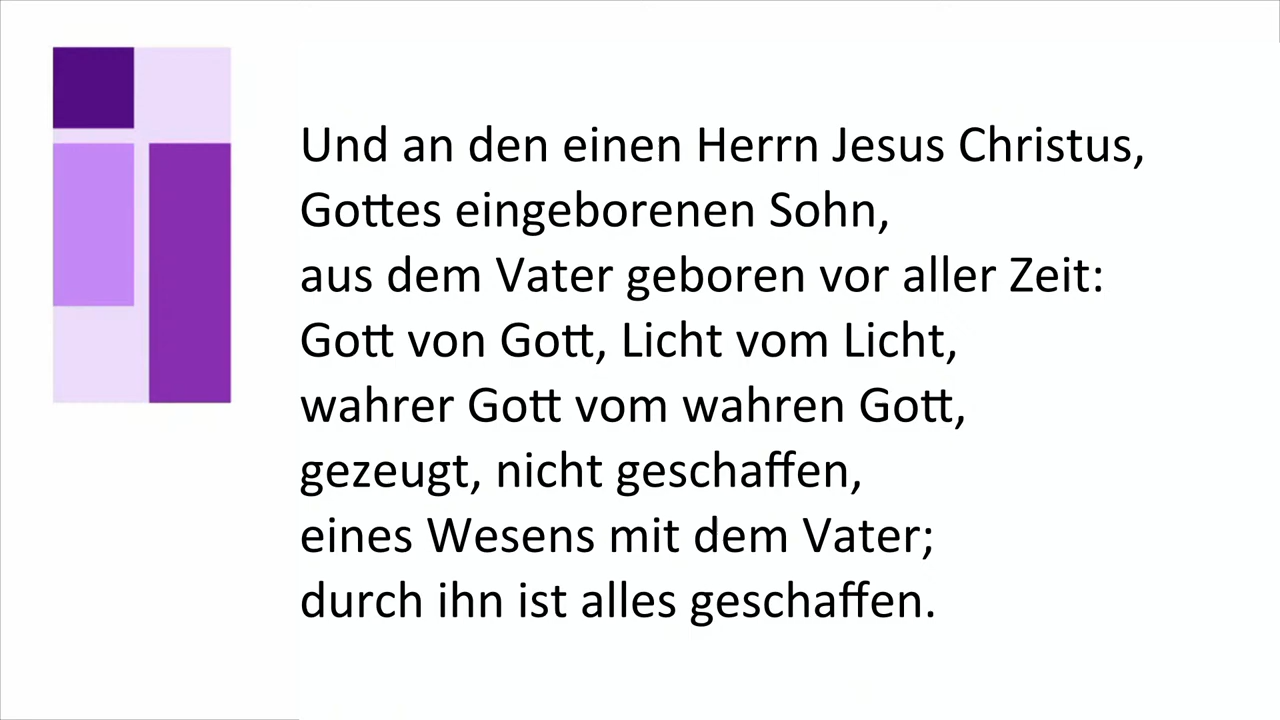 Und an den einen Herrn Jesus Christus,
Gottes eingeborenen Sohn,
aus dem Vater geboren vor aller Zeit:
Gott von Gott, Licht vom Licht,
wahrer Gott vom wahren Gott,
gezeugt, nicht geschaffen,
eines Wesens mit dem Vater;
durch ihn ist alles geschaffen.